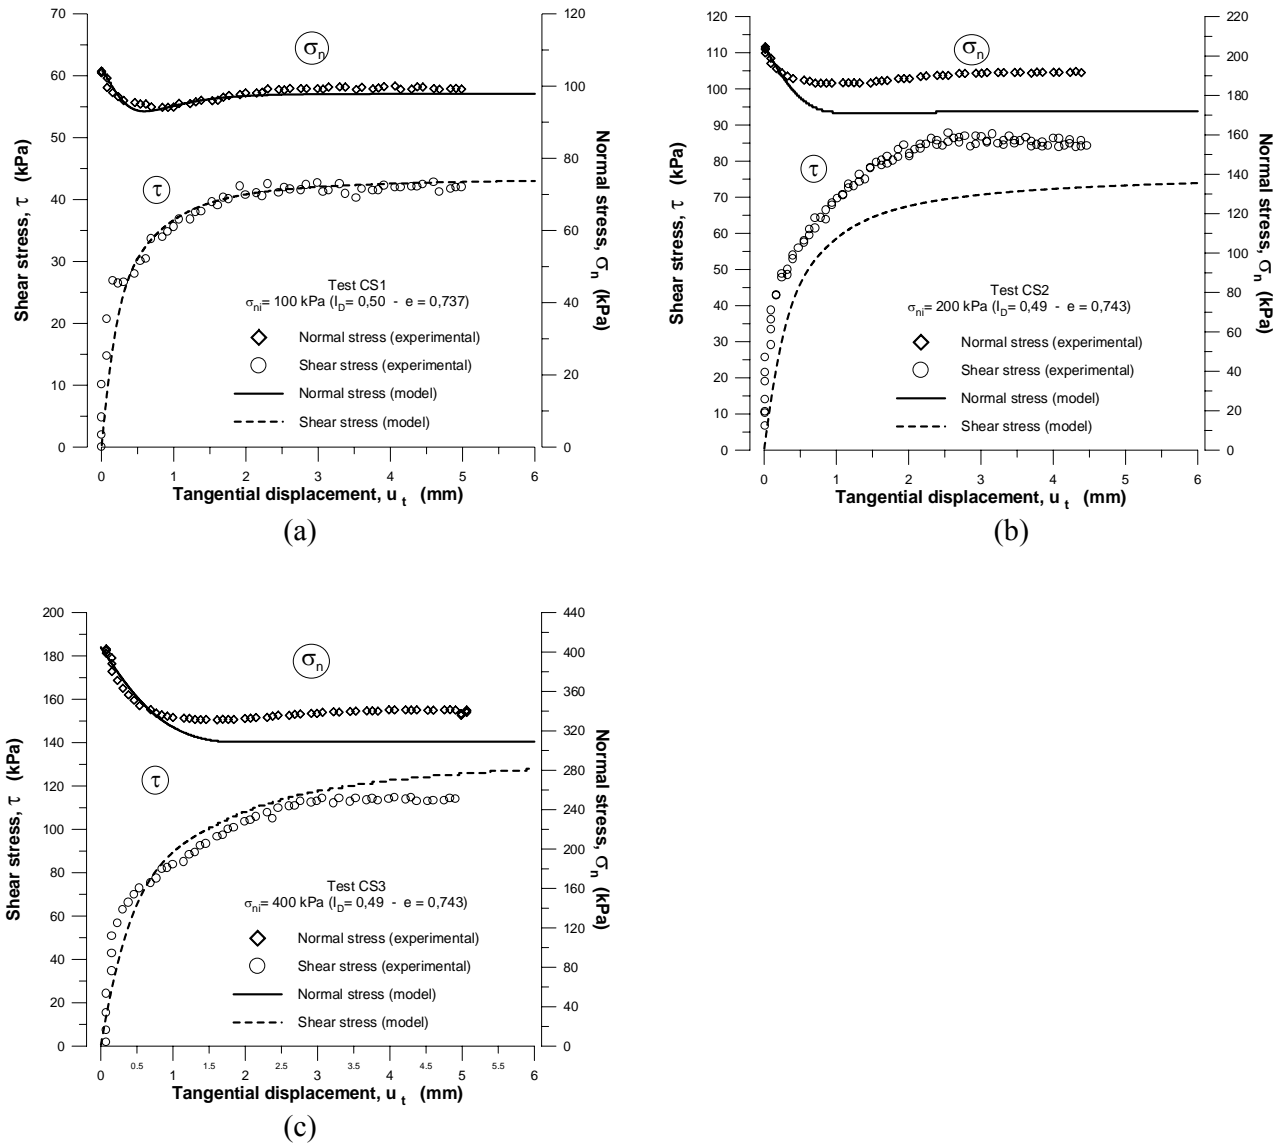 70
60
50
40
30
20
10
0
120
100
80
60
40
20
0
0
1
2
3
4
5
6
Shear stress, τ (kPa)
Normal stress, σn (kPa)
Tangential displacement, u t (mm)
σn
τ
Test CS1
σni= 100 kPa (ID= 0,50 - e = 0,737)
Normal stress (experimental)
Shear stress (experimental)
Normal stress (model)
Shear stress (model)
(a)
120
110
100
90
80
70
60
50
40
30
20
10
0
220
200
180
160
140
120
100
80
60
40
20
0
0
1
2
3
4
5
6
Shear stress, τ (kPa)
Normal stress, σn (kPa)
Tangential displacement, u t (mm)
σn
τ
Test CS2
σni= 200 kPa (ID= 0,49 - e = 0,743)
Normal stress (experimental)
Shear stress (experimental)
Normal stress (model)
Shear stress (model)
(b)
200
180
160
140
120
100
80
60
40
20
0
440
400
360
320
280
240
200
160
120
80
40
0
0
0.5
1
1.5
2
2.5
3
3.5
4
4.5
5
5.5
6
Shear stress, τ (kPa)
Normal stress, σn (kPa)
Tangential displacement, u t (mm)
σn
τ
Test CS3
σni= 400 kPa (ID= 0,49 - e = 0,743)
Normal stress (experimental)
Shear stress (experimental)
Normal stress (model)
Shear stress (model)
(c)